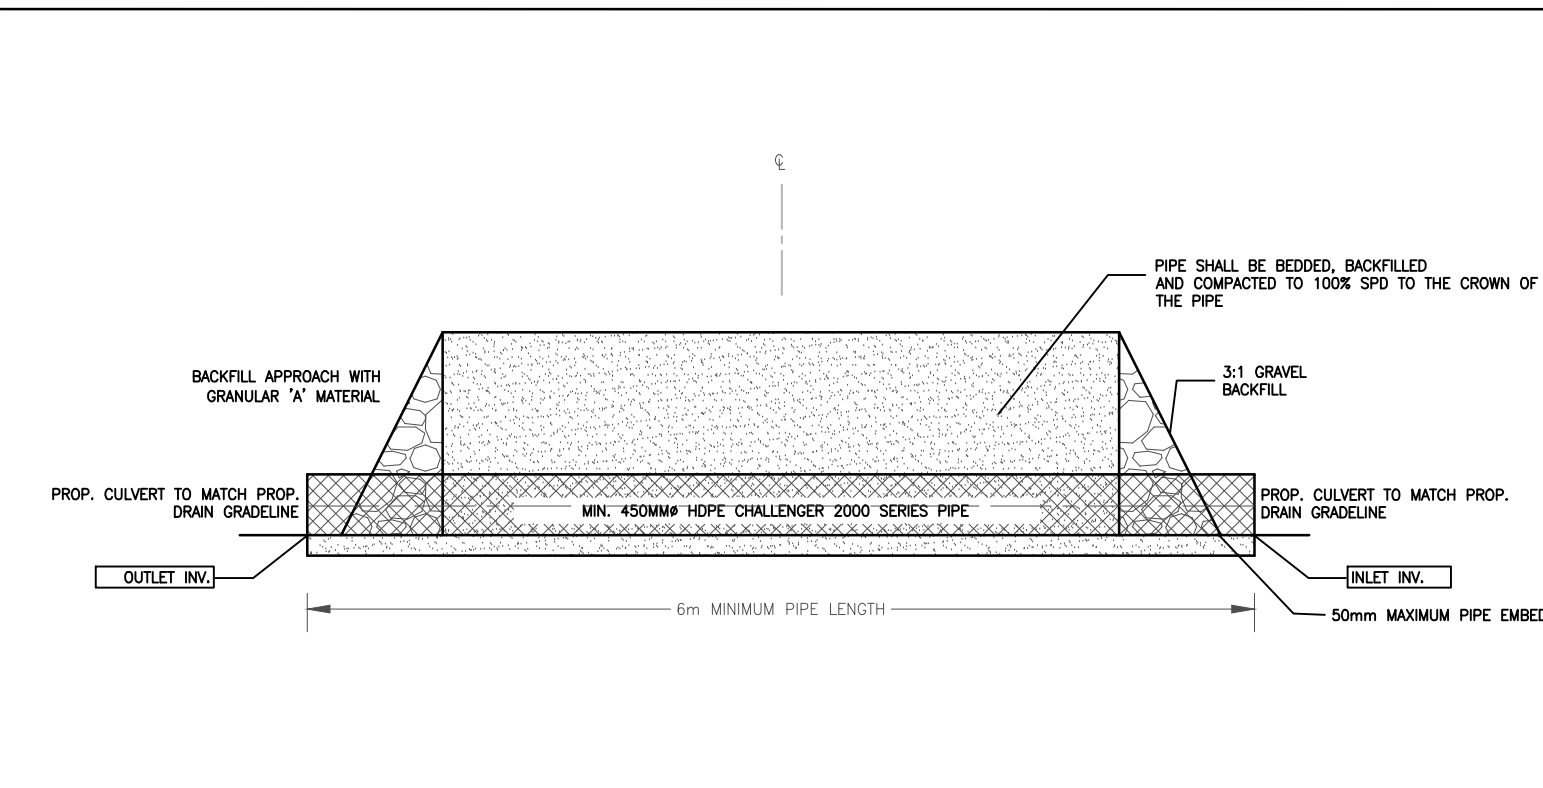 ℄
PIPE SHALL BE BEDDED, BACKFILLED
AND COMPACTED TO 100% SPD TO THE CROWN OF
THE PIPE
BACKFILL APPROACH WITH
GRANULAR 'A' MATERIAL
3:1 GRAVEL
BACKFILL
PROP. CULVERT TO MATCH PROP.
DRAIN GRADELINE
MIN. 450MMø HDPE CHALLENGER 2000 SERIES PIPE
PROP. CULVERT TO MATCH PROP.
DRAIN GRADELINE
OUTLET INV.
INLET INV.
6m MINIMUM PIPE LENGTH
50mm MAXIMUM PIPE